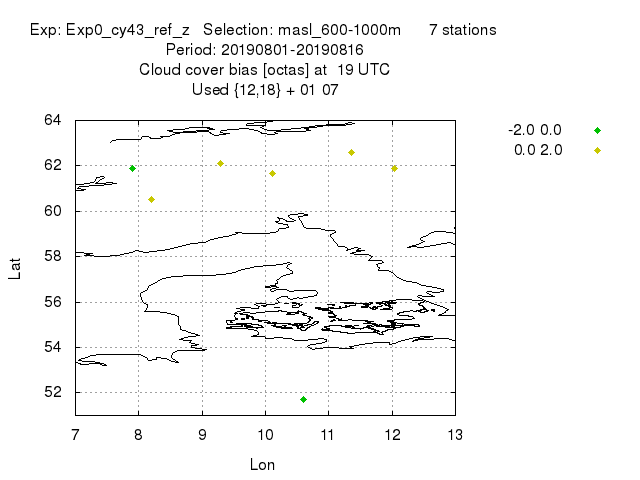 Exp: Exp0_cy43_ref_z   Selection: masl_600-1000m      7 stations
Period: 20190801-20190816
Cloud cover bias [octas] at  19 UTC
Used {12,18} + 01 07
-2.0 0.0
0.0 2.0
64
62
60
58
56
54
52
Lat
7 8 9 10 11 12 13
Lon